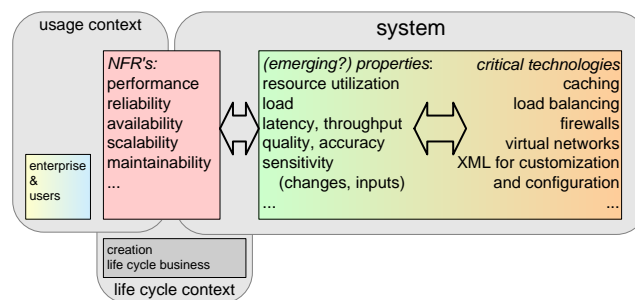 usage context
system
NFR's:
performance
reliability
availability
scalability
maintainability
...
(emerging?) properties:
resource utilization
load
latency, throughput
quality, accuracy
sensitivity
(changes, inputs)
...
critical technologies
caching
load balancing
firewalls
virtual networks
XML for customization
and configuration
...
enterprise
&
users
creation
life cycle business
life cycle context